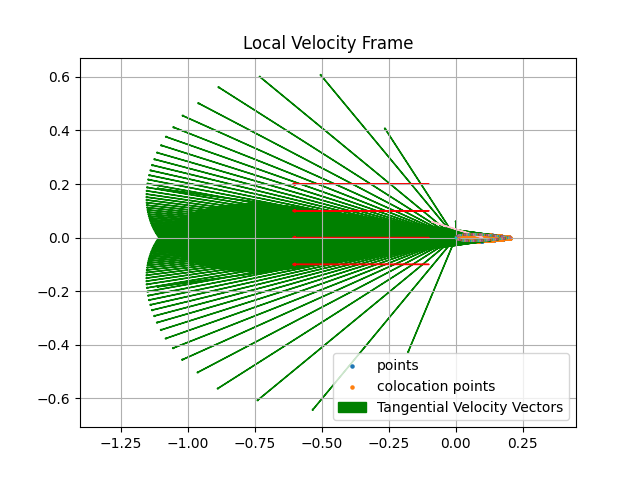 Local Velocity Frame
0.6
0.4
0.2
0.0
−0.2
−0.4
−0.6
points
colocation points
Tangential Velocity Vectors
−1.25 −1.00 −0.75 −0.50 −0.25 0.00 0.25